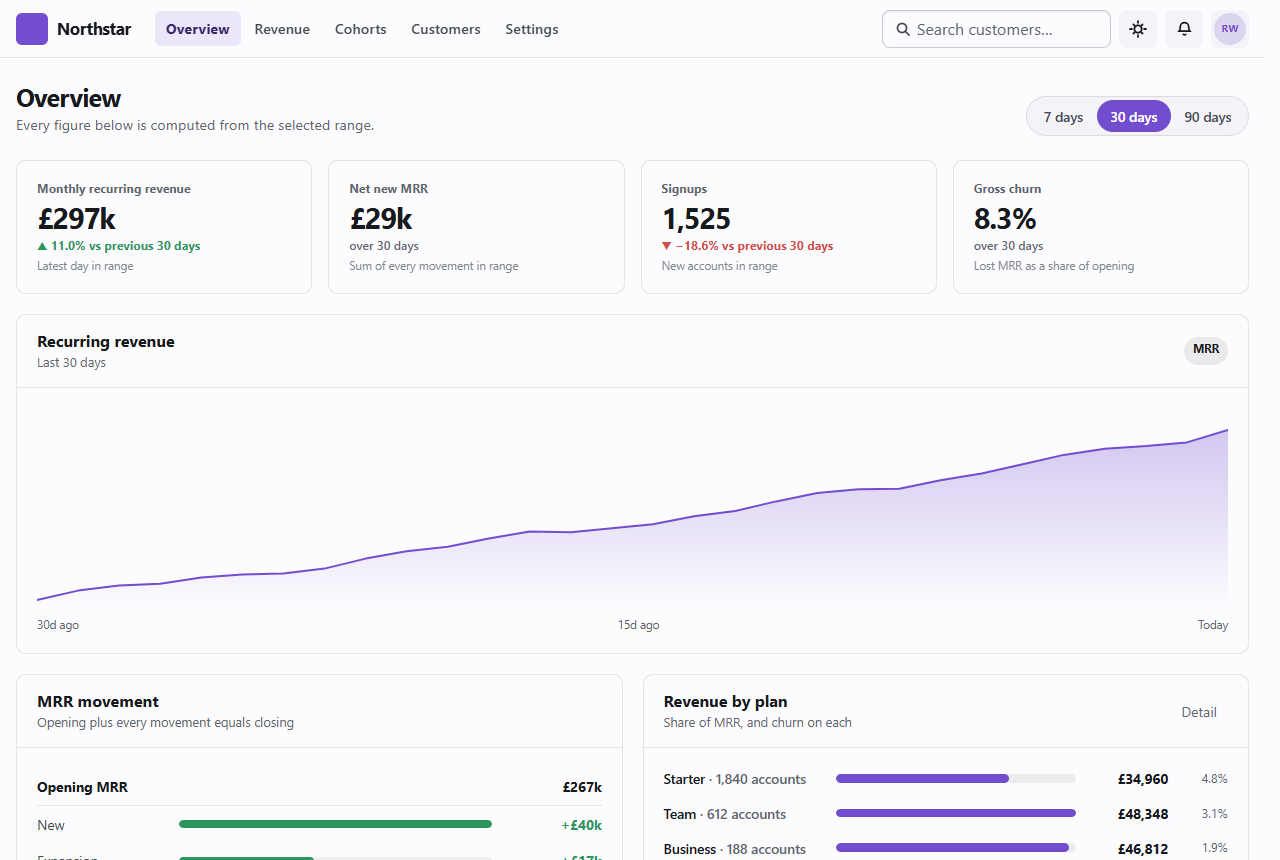 Northstar
Overview
Revenue
Cohorts
Customers
Settings
Search customers...
RW
Overview
Every figure below is computed from the selected range.
7 days
30 days
90 days
Monthly recurring revenue
£297k
▲ 11.0% vs previous 30 days
Latest day in range
Net new MRR
£29k
over 30 days
Sum of every movement in range
Signups
1,525
▼ −18.6% vs previous 30 days
New accounts in range
Gross churn
8.3%
over 30 days
Lost MRR as a share of opening
Recurring revenue
Last 30 days
MRR
30d ago
15d ago
Today
MRR movement
Opening plus every movement equals closing
Opening MRR
£267k
New
+£40k
Expansion
+£17k
Revenue by plan
Share of MRR, and churn on each
Detail
Starter · 1,840 accounts
£34,960
4.8%
Team · 612 accounts
£48,348
3.1%
Business · 188 accounts
£46,812
1.9%